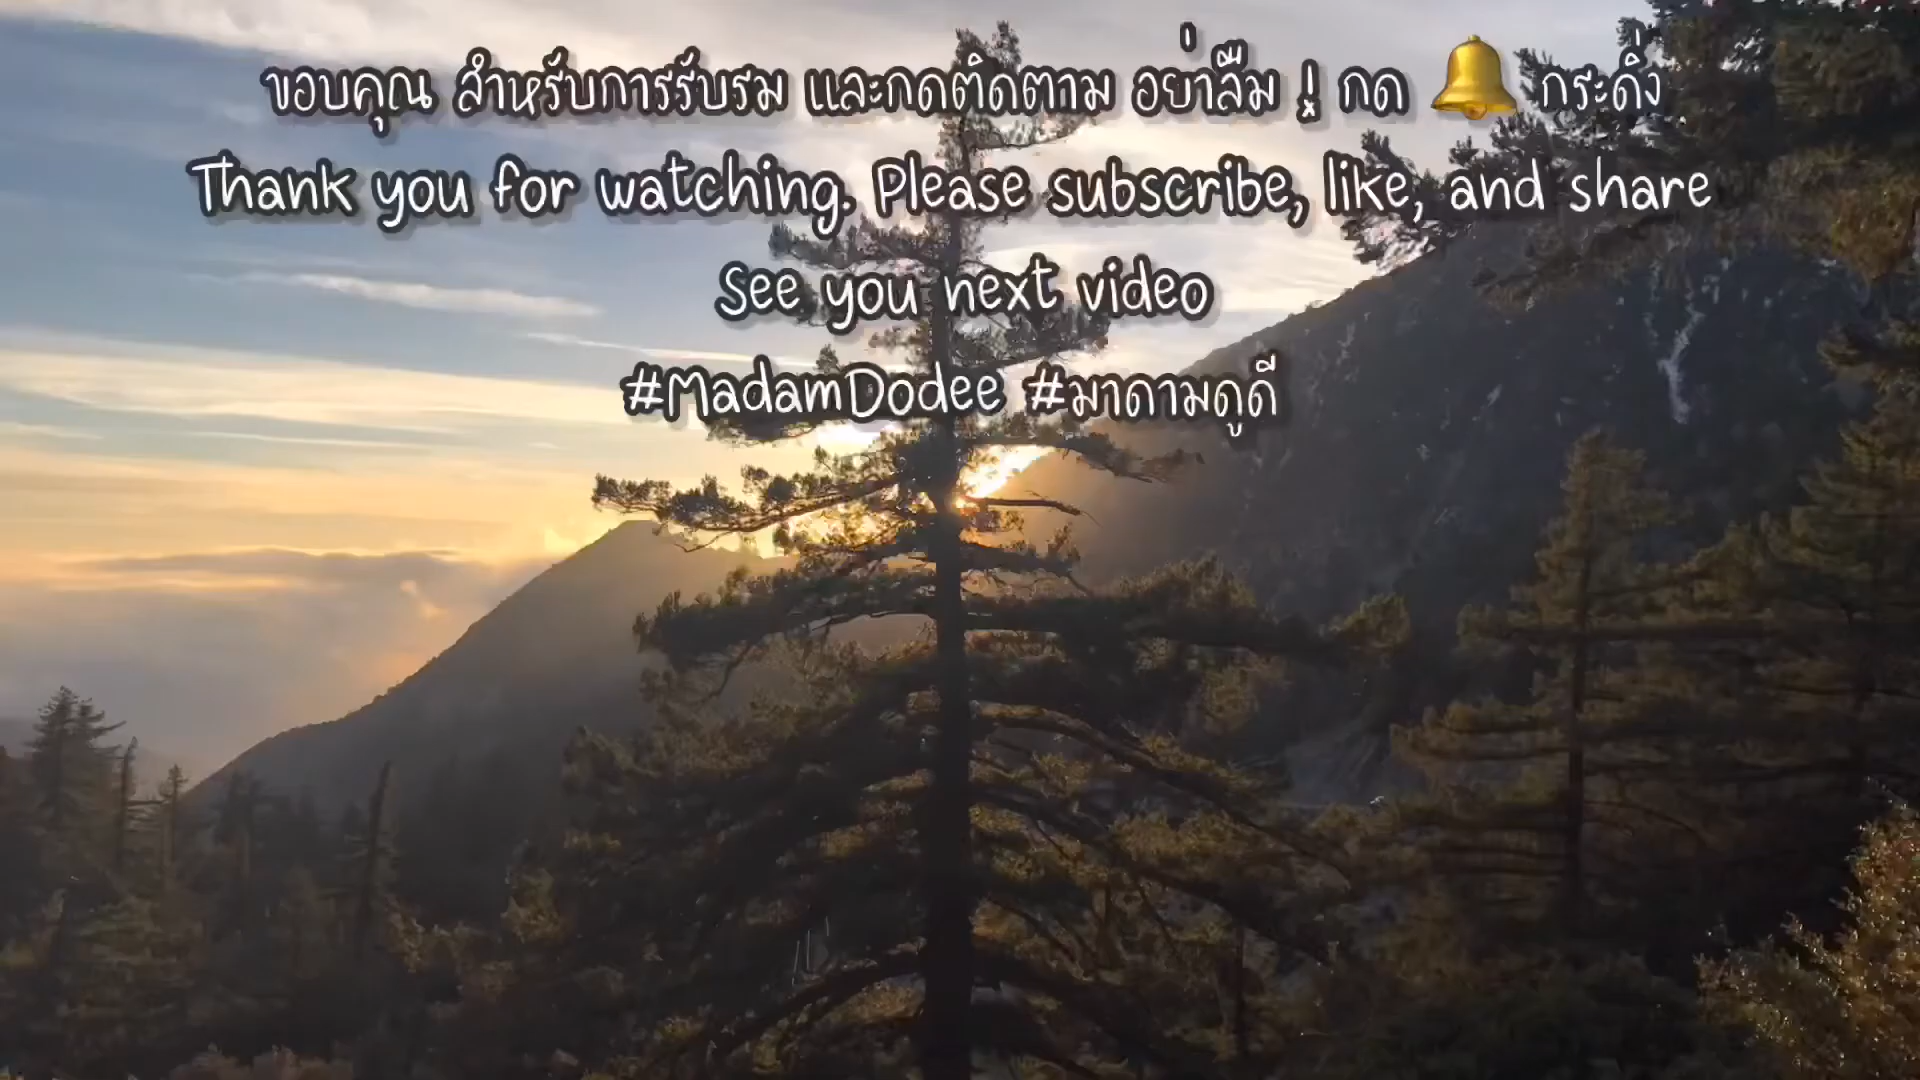 ขอบคุณ สำหรับการรับรม และกดติดตาม อย่าลืม ! กด 🔔 กระดิ่ง
Thank you for watching. Please subscribe, like, and share
See you next video
#MadamDodee #มาดามดูดี